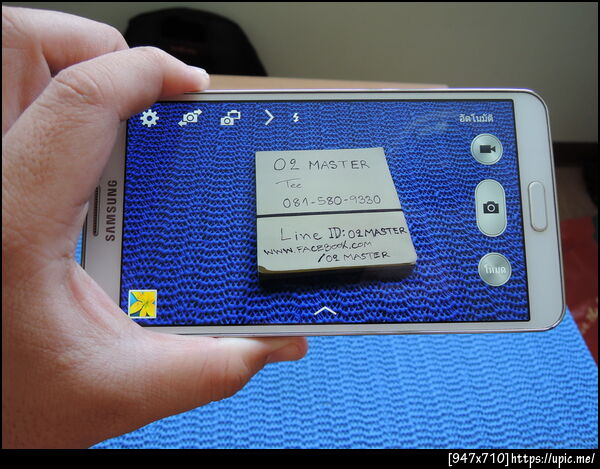 SAMSUNG
อัตโนมัติ
O2 MASTER
Tee
081-580-9330
Line ID: O2 MASTER
WWW.FACEBOOK.COM
/O2 MASTER
โหมด
[947x710]https://upic.me/